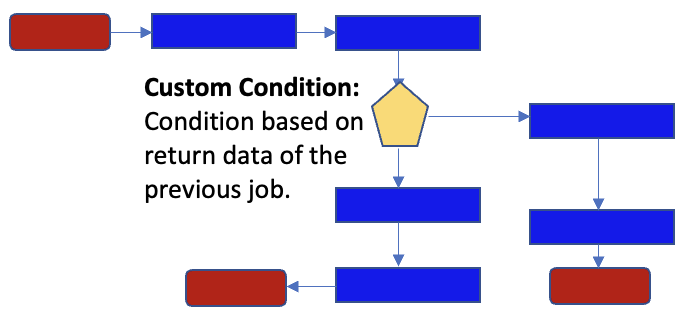 Custom Condition:
Condition based on
return data of the
previous job.